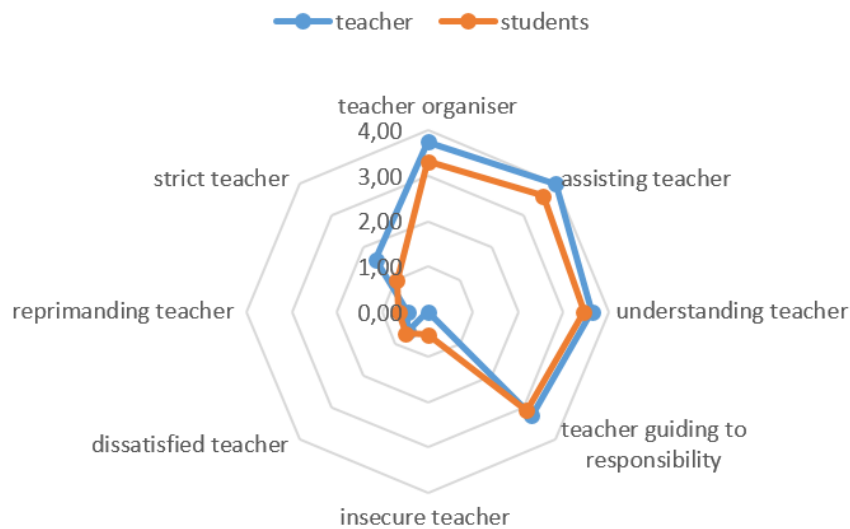 teacher
students
teacher organiser
4,00
3,00
2,00
1,00
0,00
strict teacher
assisting teacher
reprimanding teacher
understanding teacher
dissatisfied teacher
teacher guiding to
responsibility
insecure teacher